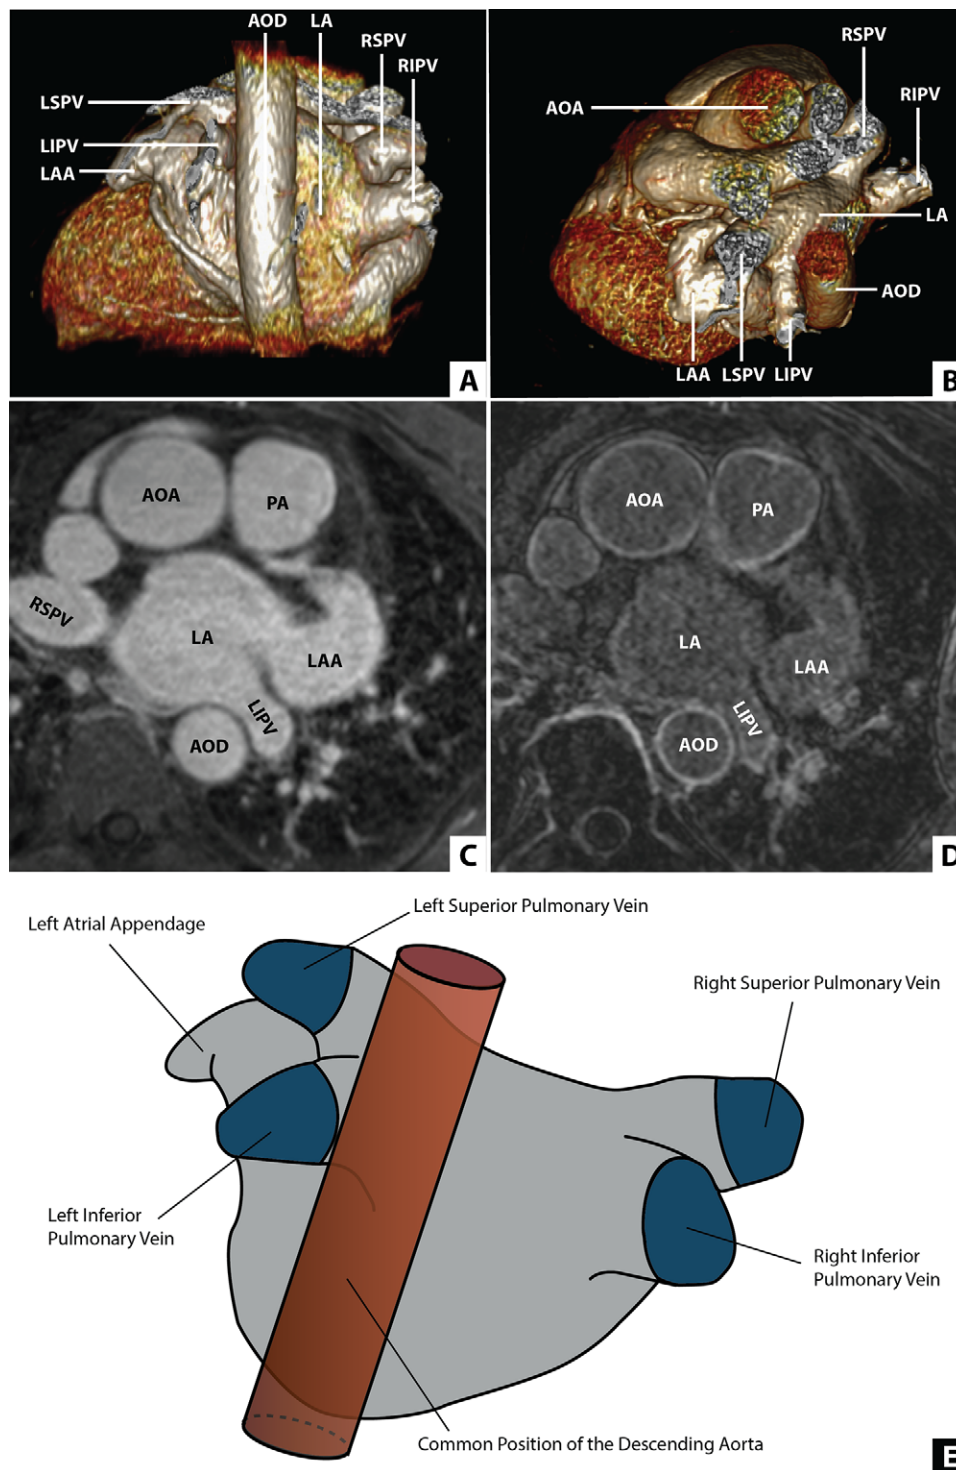 AOD LA
RSPV
RIPV
LSPV
LIPV
LAA
A
RSPV
RIPV
AOA
LA
AOD
LAA LSPV LIPV
B
AOA
PA
RSPV
LA
LAA
LIPV
AOD
C
AOA
PA
LA
LAA
LIPV
AOD
D
Left Superior Pulmonary Vein
Left Atrial Appendage
Right Superior Pulmonary Vein
Left Inferior
Pulmonary Vein
Right Inferior
Pulmonary Vein
Common Position of the Descending Aorta
E